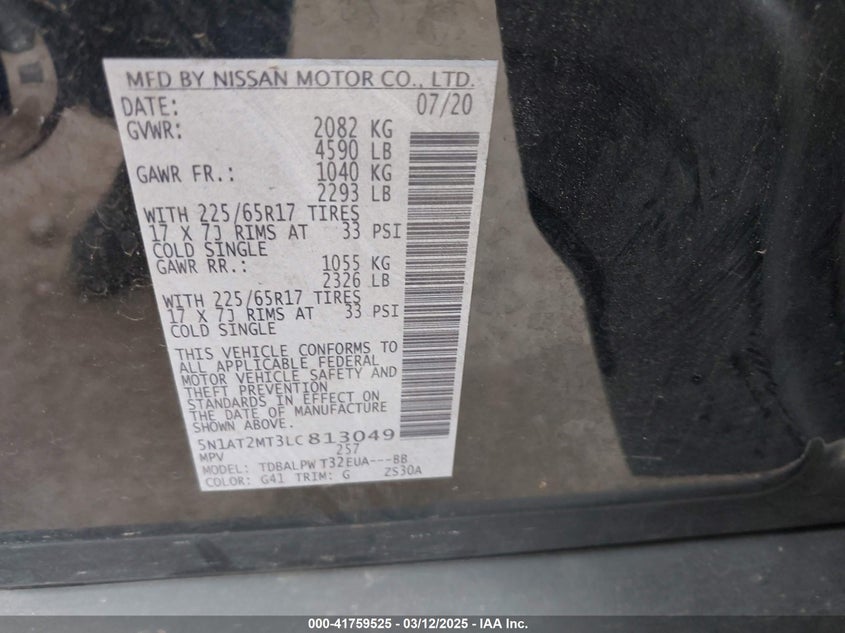 MFD BY NISSAN MOTOR CO., LTD.
DATE: 07/20
GVWR: 2082 KG
4590 LB
GAWR FR.: 1040 KG
2293 LB
WITH 225/65R17 TIRES
17 X 7J RIMS AT 33 PSI
COLD SINGLE
GAWR RR.: 1055 KG
2326 LB
WITH 225/65R17 TIRES
17 X 7J RIMS AT 33 PSI
COLD SINGLE
THIS VEHICLE CONFORMS TO
ALL APPLICABLE FEDERAL
MOTOR VEHICLE SAFETY AND
THEFT PREVENTION
STANDARDS IN EFFECT ON
THE DATE OF MANUFACTURE
SHOWN ABOVE.
5N1AT2MT3LC813049
MPV 257
MODEL: TDBALPW T32EUA---BB
COLOR: G41 TRIM: G ZS30A
000-41759525 - 03/12/2025 - IAA Inc.